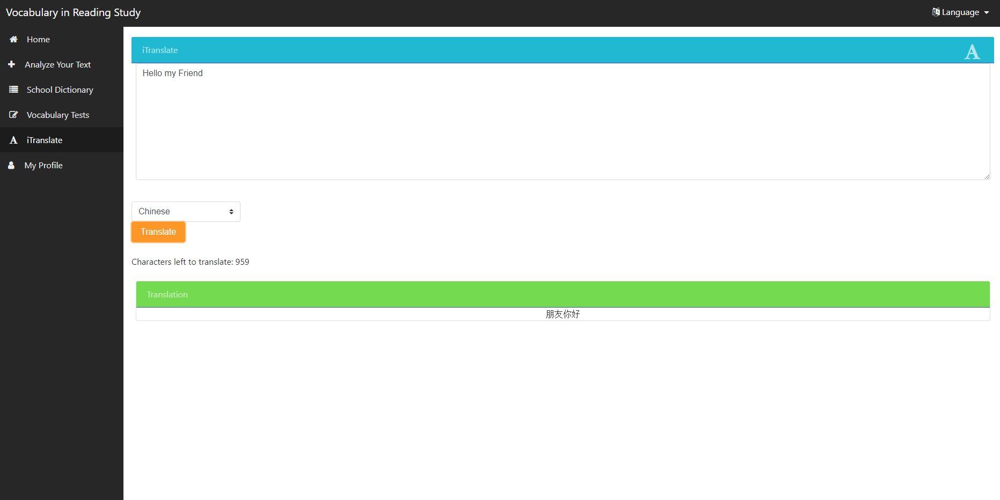 Vocabulary in Reading Study
Language
Home
Analyze Your Text
School Dictionary
Vocabulary Tests
iTranslate
My Profile
iTranslate
A
Hello my Friend
Chinese
Translate
Characters left to translate: 959
Translation
朋友你好